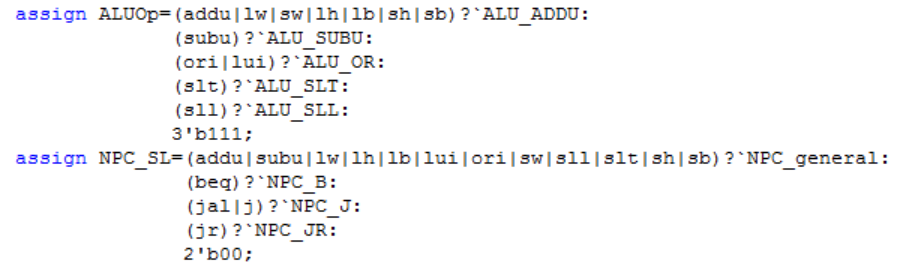 assign ALUOp=(addu|lw|sw|lh|lb|sh|sb)?`ALU_ADDU:
(subu)?`ALU_SUBU:
(ori|lui)?`ALU_OR:
(slt)?`ALU_SLT:
(sll)?`ALU_SLL:
3'b111;
assign NPC_SL=(addu|subu|lw|lh|lb|lui|ori|sw|sll|slt|sh|sb)?`NPC_general:
(beq)?`NPC_B:
(jal|j)?`NPC_J:
(jr)?`NPC_JR:
2'b00;